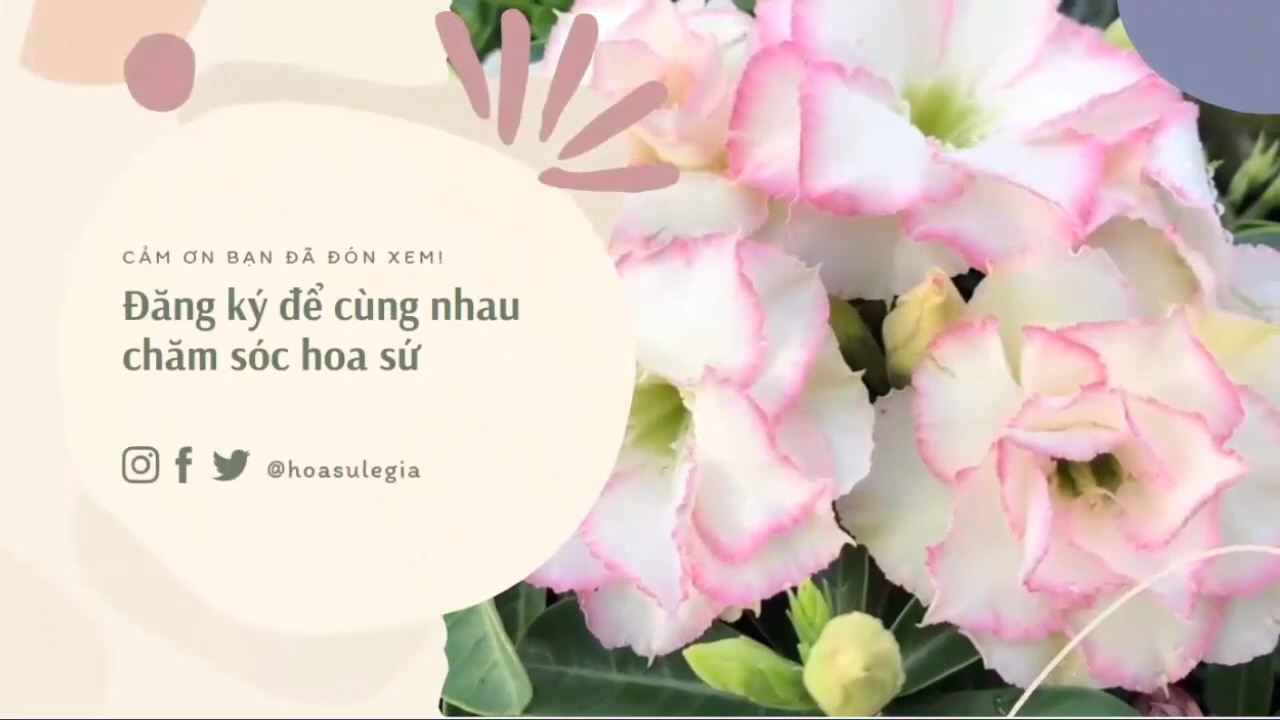 CẢM ƠN BẠN ĐÃ ĐÓN XEM!
Đăng ký để cùng nhau
chăm sóc hoa sứ
@hoasulegia